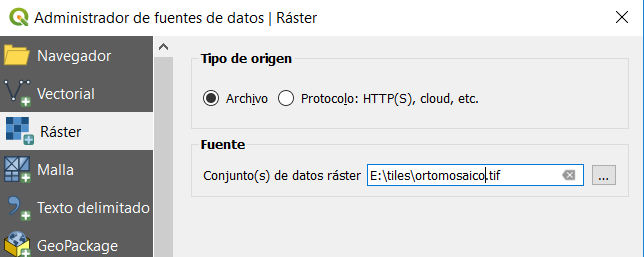 Administrador de fuentes de datos | Ráster
Navegador
Vectorial
Ráster
Malla
Texto delimitado
GeoPackage
Tipo de origen
Archivo
Protocolo: HTTP(S), cloud, etc.
Fuente
Conjunto(s) de datos ráster E:\tiles\ortomosaico.tif ...